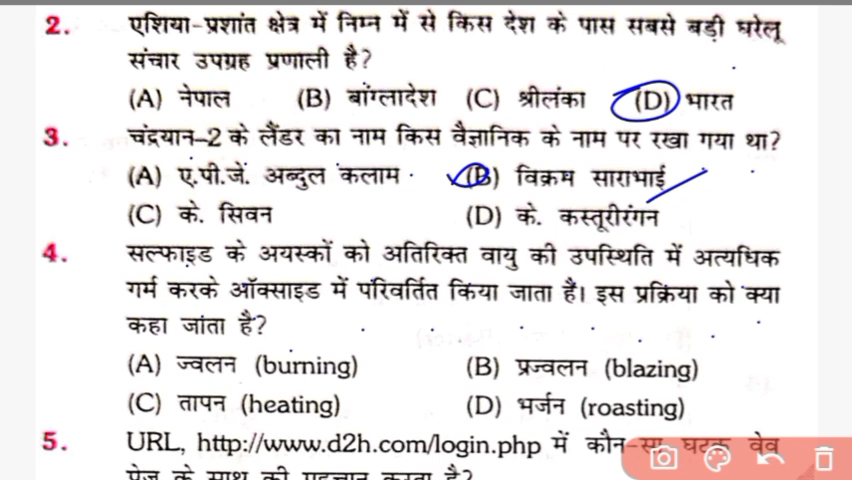 2. एशिया-प्रशांत क्षेत्र में निम्न में से किस देश के पास सबसे बड़ी घरेलू
संचार उपग्रह प्रणाली है?
(A) नेपाल (B) बांग्लादेश (C) श्रीलंका (D) भारत
3. चंद्रयान-2 के लैंडर का नाम किस वैज्ञानिक के नाम पर रखा गया था?
(A) ए.पी.जे. अब्दुल कलाम (B) विक्रम साराभाई
(C) के. सिवन (D) के. कस्तूरीरंगन
4. सल्फाइड के अयस्कों को अतिरिक्त वायु की उपस्थिति में अत्यधिक
गर्म करके ऑक्साइड में परिवर्तित किया जाता है। इस प्रक्रिया को क्या
कहा जाता है?
(A) ज्वलन (burning) (B) प्रज्वलन (blazing)
(C) तापन (heating) (D) भर्जन (roasting)
5. URL, http://www.d2h.com/login.php में कौन-सा घटक वेब
पेज के साथ की पहचान करता है?